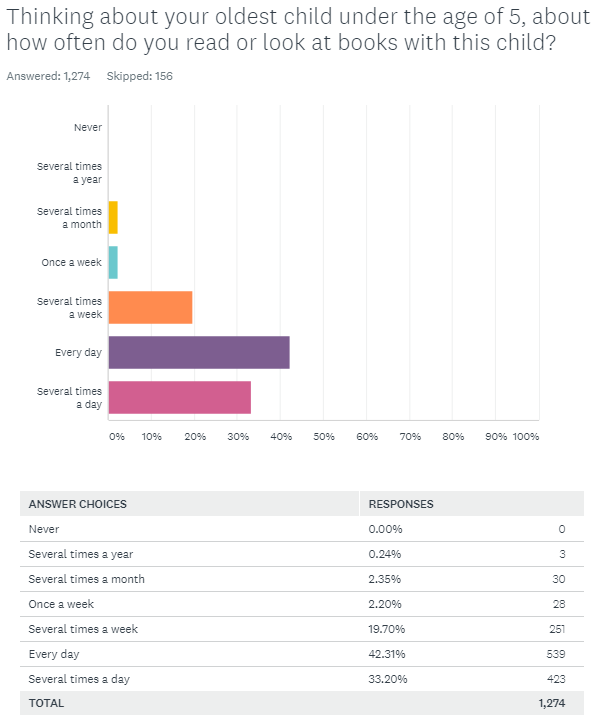 Thinking about your oldest child under the age of 5, about
how often do you read or look at books with this child?
Answered: 1,274 Skipped: 156
Never
Several times
a year
Several times
a month
Once a week
Several times
a week
Every day
Several times
a day
0% 10% 20% 30% 40% 50% 60% 70% 80% 90% 100%
ANSWER CHOICES RESPONSES
Never 0.00% 0
Several times a year 0.24% 3
Several times a month 2.35% 30
Once a week 2.20% 28
Several times a week 19.70% 251
Every day 42.31% 539
Several times a day 33.20% 423
TOTAL 1,274